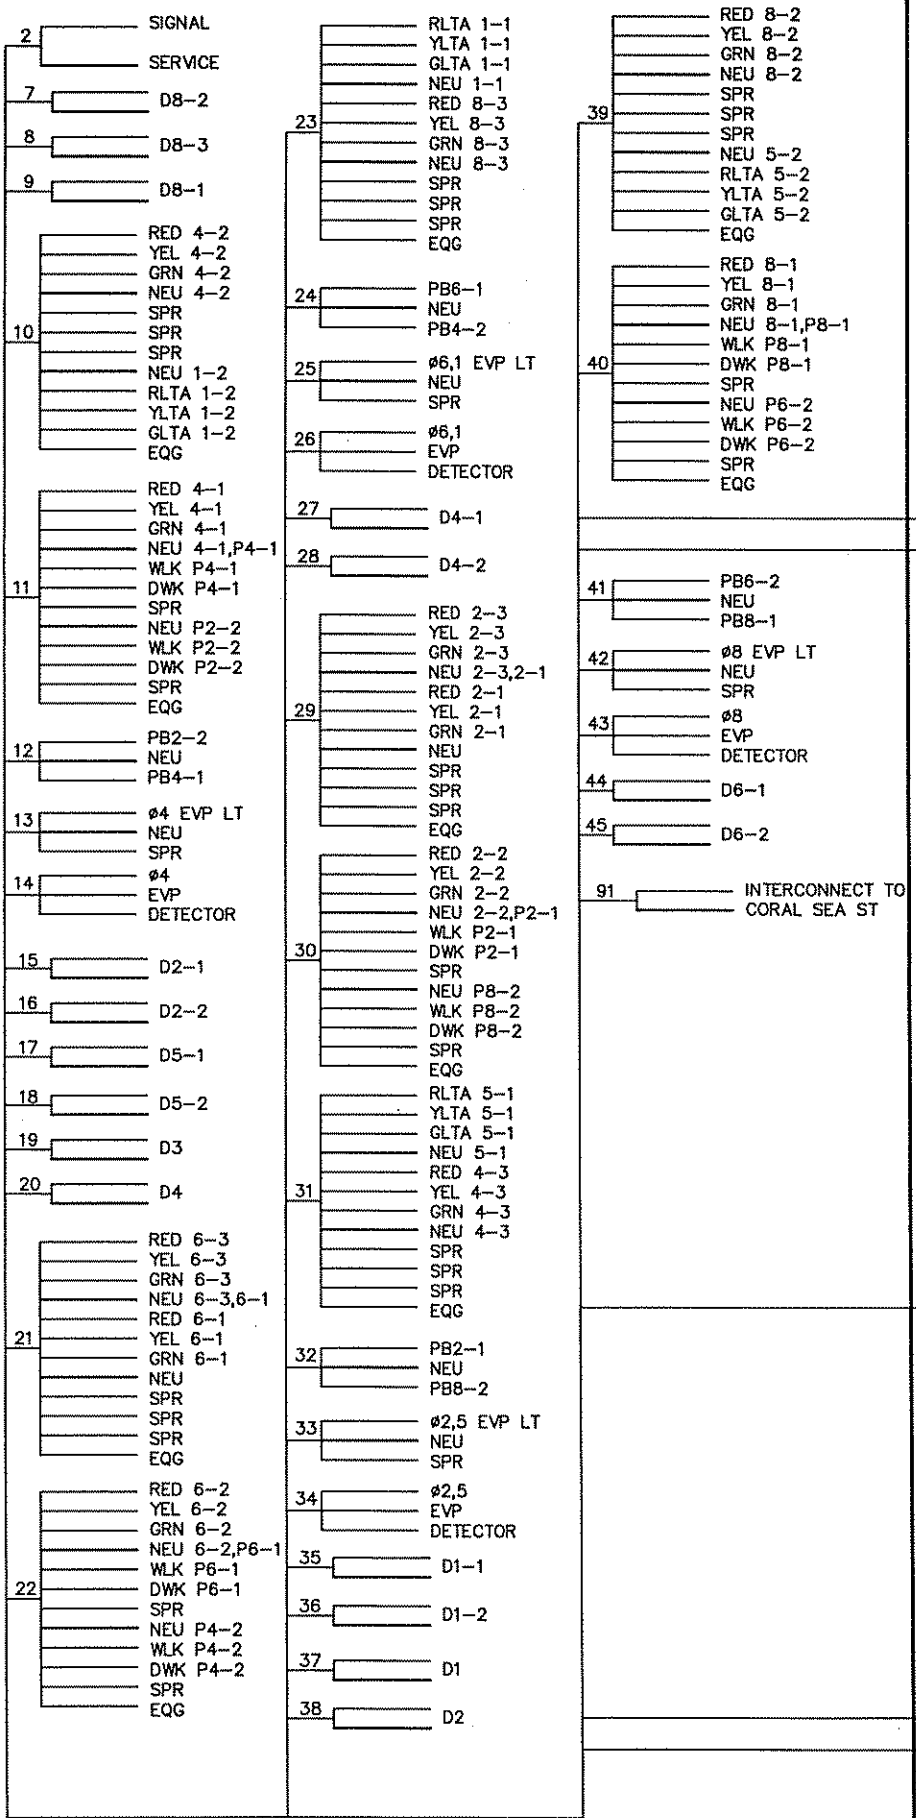 2
SIGNAL
SERVICE
7
D8-2
8
D8-3
9
D8-1
10
RED 4-2
YEL 4-2
GRN 4-2
NEU 4-2
SPR
SPR
SPR
NEU 1-2
RLTA 1-2
YLTA 1-2
GLTA 1-2
EQG
11
RED 4-1
YEL 4-1
GRN 4-1
NEU 4-1,P4-1
WLK P4-1
DWK P4-1
SPR
NEU P2-2
WLK P2-2
DWK P2-2
SPR
EQG
12
PB2-2
NEU
PB4-1
13
ø4 EVP LT
NEU
SPR
14
ø4
EVP
DETECTOR
15
D2-1
16
D2-2
17
D5-1
18
D5-2
19
D3
20
D4
21
RED 6-3
YEL 6-3
GRN 6-3
NEU 6-3,6-1
RED 6-1
YEL 6-1
GRN 6-1
NEU
SPR
SPR
SPR
EQG
22
RED 6-2
YEL 6-2
GRN 6-2
NEU 6-2,P6-1
WLK P6-1
DWK P6-1
SPR
NEU P4-2
WLK P4-2
DWK P4-2
SPR
EQG
23
RLTA 1-1
YLTA 1-1
GLTA 1-1
NEU 1-1
RED 8-3
YEL 8-3
GRN 8-3
NEU 8-3
SPR
SPR
SPR
EQG
24
PB6-1
NEU
PB4-2
25
ø6,1 EVP LT
NEU
SPR
26
ø6,1
EVP
DETECTOR
27
D4-1
28
D4-2
29
RED 2-3
YEL 2-3
GRN 2-3
NEU 2-3,2-1
RED 2-1
YEL 2-1
GRN 2-1
NEU
SPR
SPR
SPR
EQG
30
RED 2-2
YEL 2-2
GRN 2-2
NEU 2-2,P2-1
WLK P2-1
DWK P2-1
SPR
NEU P8-2
WLK P8-2
DWK P8-2
SPR
EQG
31
RLTA 5-1
YLTA 5-1
GLTA 5-1
NEU 5-1
RED 4-3
YEL 4-3
GRN 4-3
NEU 4-3
SPR
SPR
SPR
EQG
32
PB2-1
NEU
PB8-2
33
ø2,5 EVP LT
NEU
SPR
34
ø2,5
EVP
DETECTOR
35
D1-1
36
D1-2
37
D1
38
D2
39
RED 8-2
YEL 8-2
GRN 8-2
NEU 8-2
SPR
SPR
SPR
NEU 5-2
RLTA 5-2
YLTA 5-2
GLTA 5-2
EQG
40
RED 8-1
YEL 8-1
GRN 8-1
NEU 8-1,P8-1
WLK P8-1
DWK P8-1
SPR
NEU P6-2
WLK P6-2
DWK P6-2
SPR
EQG
41
PB6-2
NEU
PB8-1
42
ø8 EVP LT
NEU
SPR
43
ø8
EVP
DETECTOR
44
D6-1
45
D6-2
91
INTERCONNECT TO
CORAL SEA ST